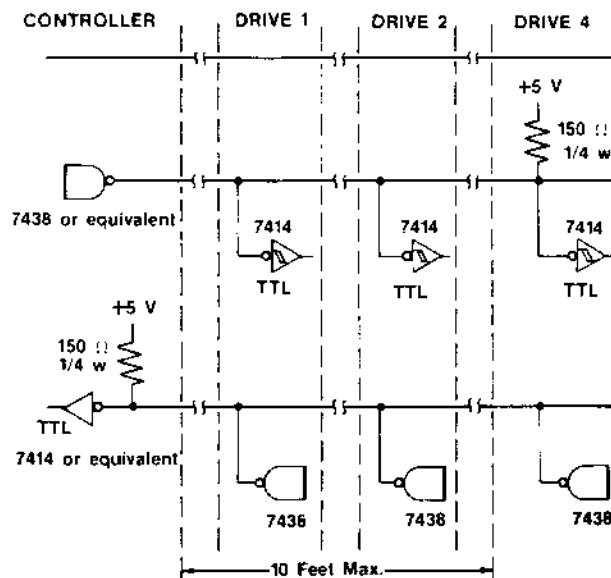 CONTROLLER DRIVE 1 DRIVE 2 DRIVE 4
+5 V
150 Ω
1/4 w
7438 or equivalent
7414 7414 7414
TTL TTL TTL
+5 V
150 Ω
1/4 w
TTL
7414 or equivalent
7436 7438 7438
10 Feet Max.